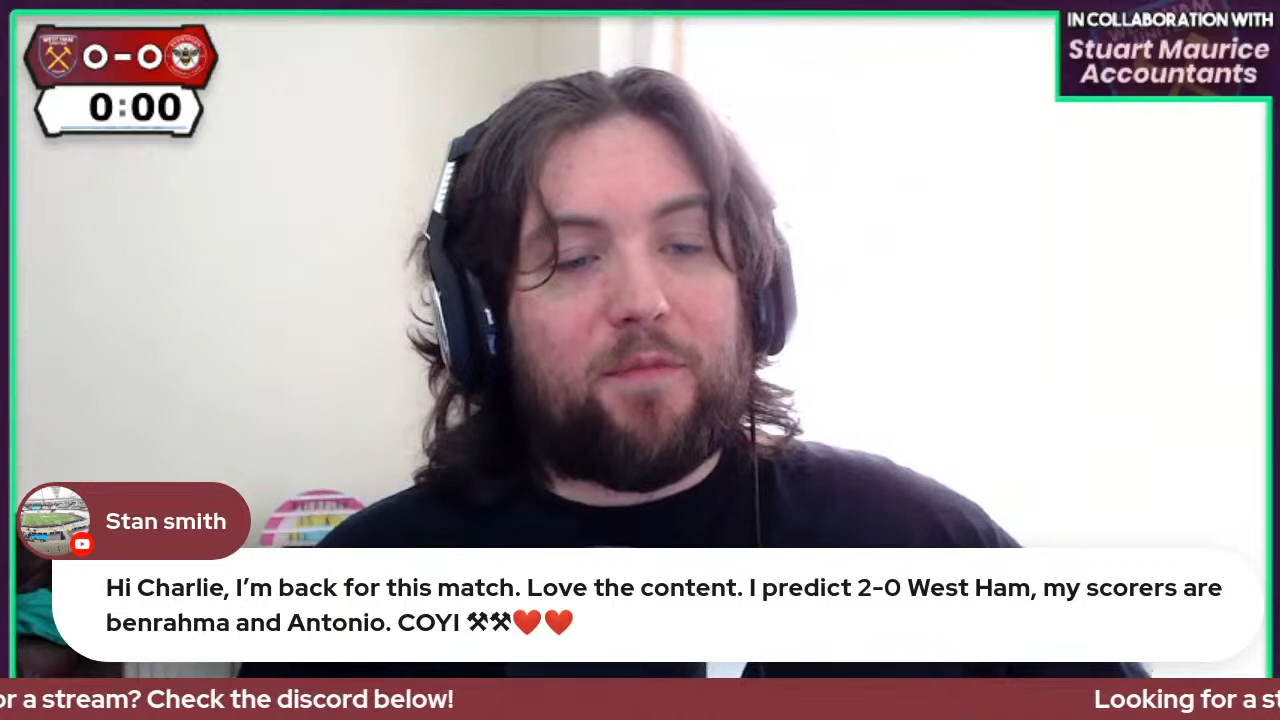 IN COLLABORATION WITH
Stuart Maurice
Accountants
0-0
0:00
Stan smith
Hi Charlie, I’m back for this match. Love the content. I predict 2-0 West Ham, my scorers are
benrahma and Antonio. COYI ⚒⚒❤️❤️
or a stream? Check the discord below!
Looking for a st